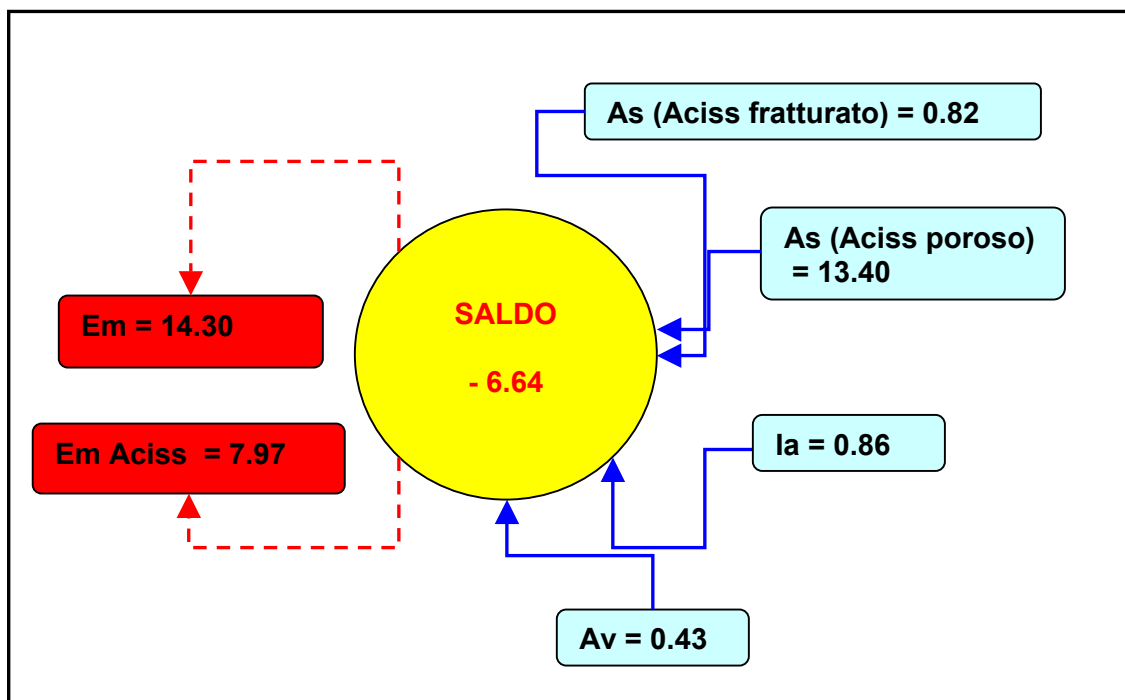 As (Aciss fratturato) = 0.82
As (Aciss poroso)
= 13.40
SALDO
- 6.64
Em = 14.30
Em Aciss = 7.97
Ia = 0.86
Av = 0.43